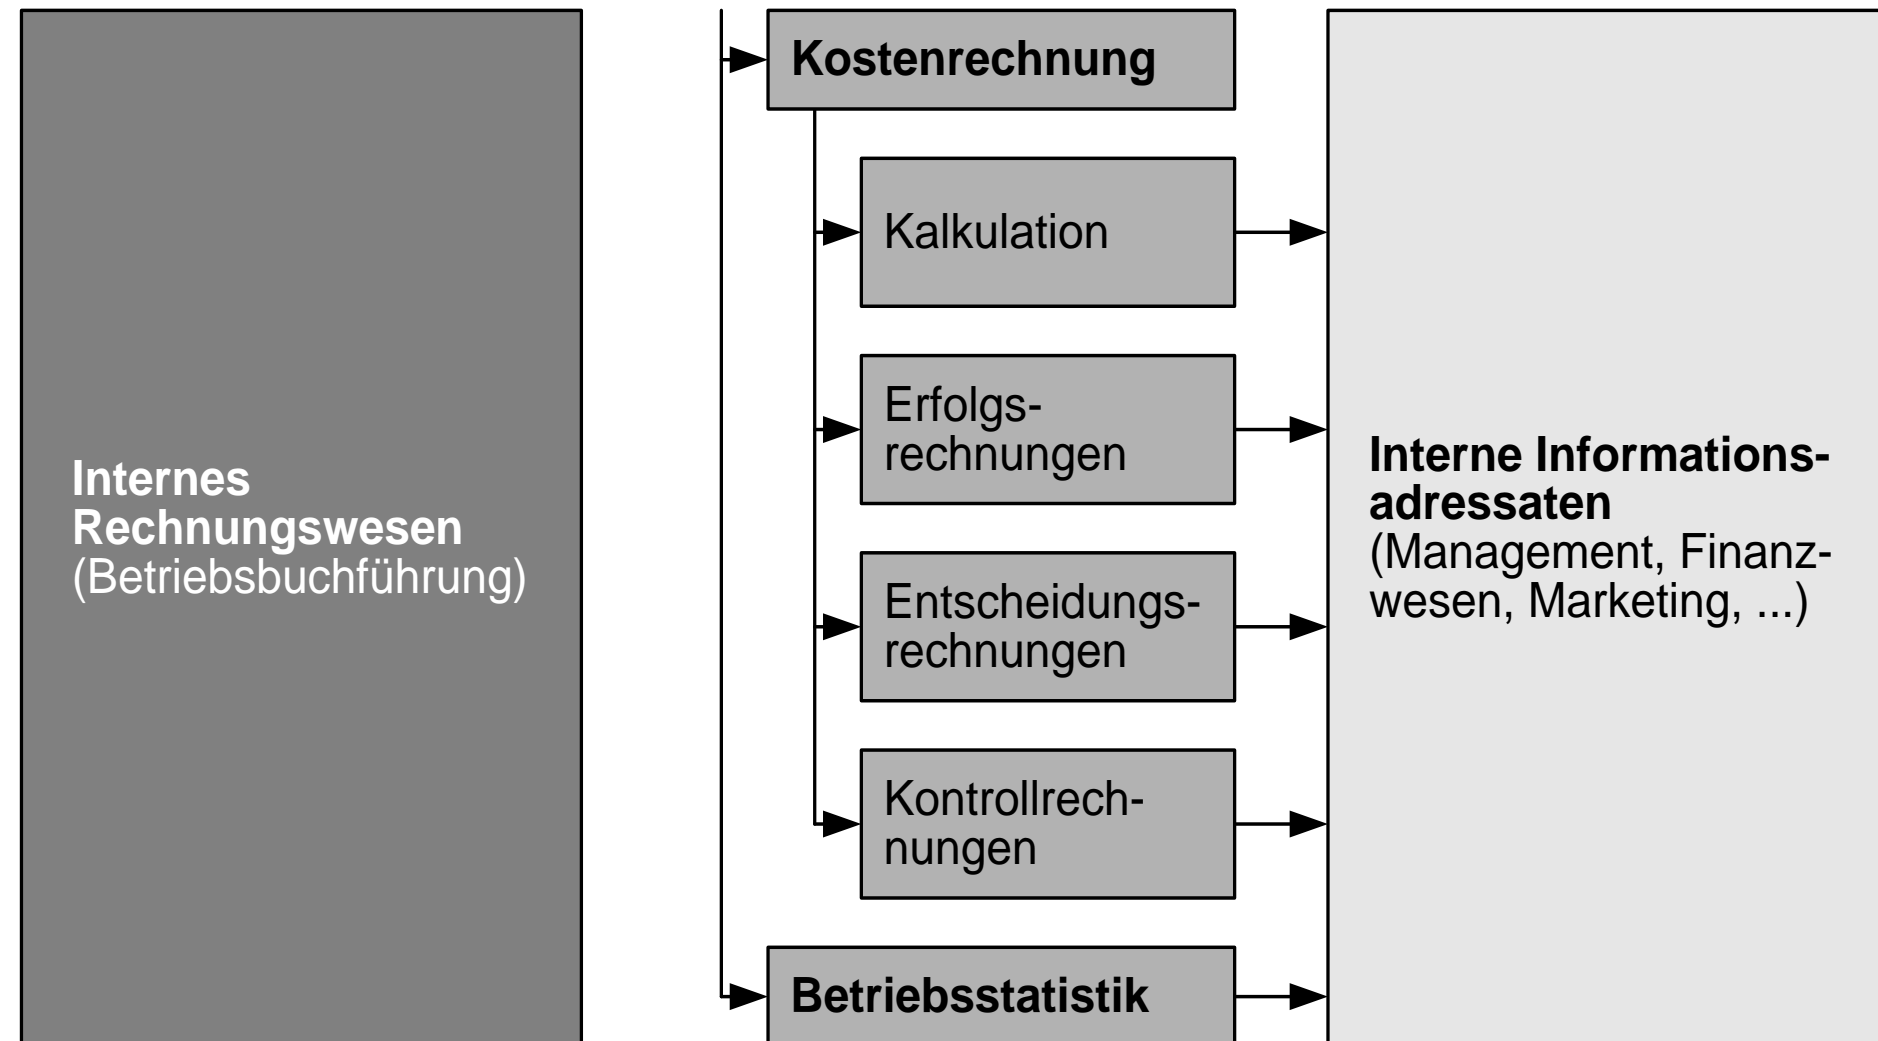 Internes
Rechnungswesen
(Betriebsbuchführung)
Kostenrechnung
Kalkulation
Erfolgs-
rechnungen
Entscheidungs-
rechnungen
Kontrollrech-
nungen
Betriebsstatistik
Interne Informations-
adressaten
(Management, Finanz-
wesen, Marketing, ...)